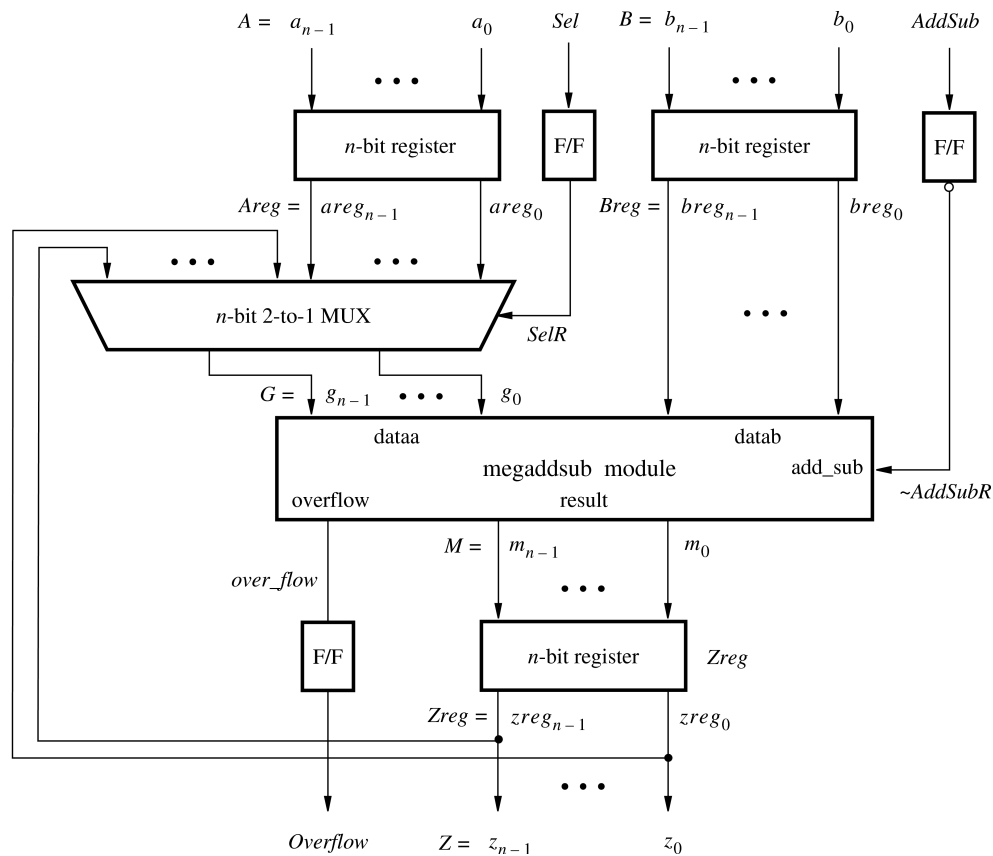 A = a_{n-1} a_0 Sel B = b_{n-1} b_0 AddSub
n-bit register F/F n-bit register F/F
Areg = areg_{n-1} areg_0 Breg = breg_{n-1} breg_0
n-bit 2-to-1 MUX
SelR
G = g_{n-1} g_0
dataa datab
megaddsub module add_sub
~AddSubR
overflow result
M = m_{n-1} m_0
over_flow
F/F n-bit register Zreg
Zreg = zreg_{n-1} zreg_0
Overflow Z = z_{n-1} z_0